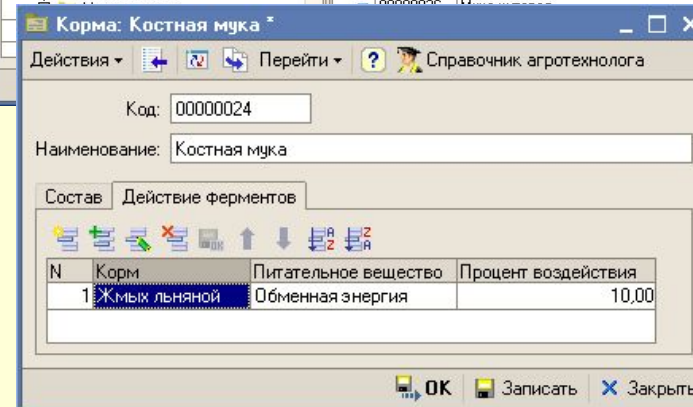 Корма: Костная мука *
Действия Перейти ? Справочник агротехнолога
Код: 00000024
Наименование: Костная мука
Состав Действие ферментов
N Корм Питательное вещество Процент воздействия
1 Жмых льняной Обменная энергия 10,00
OK Записать Закрыть